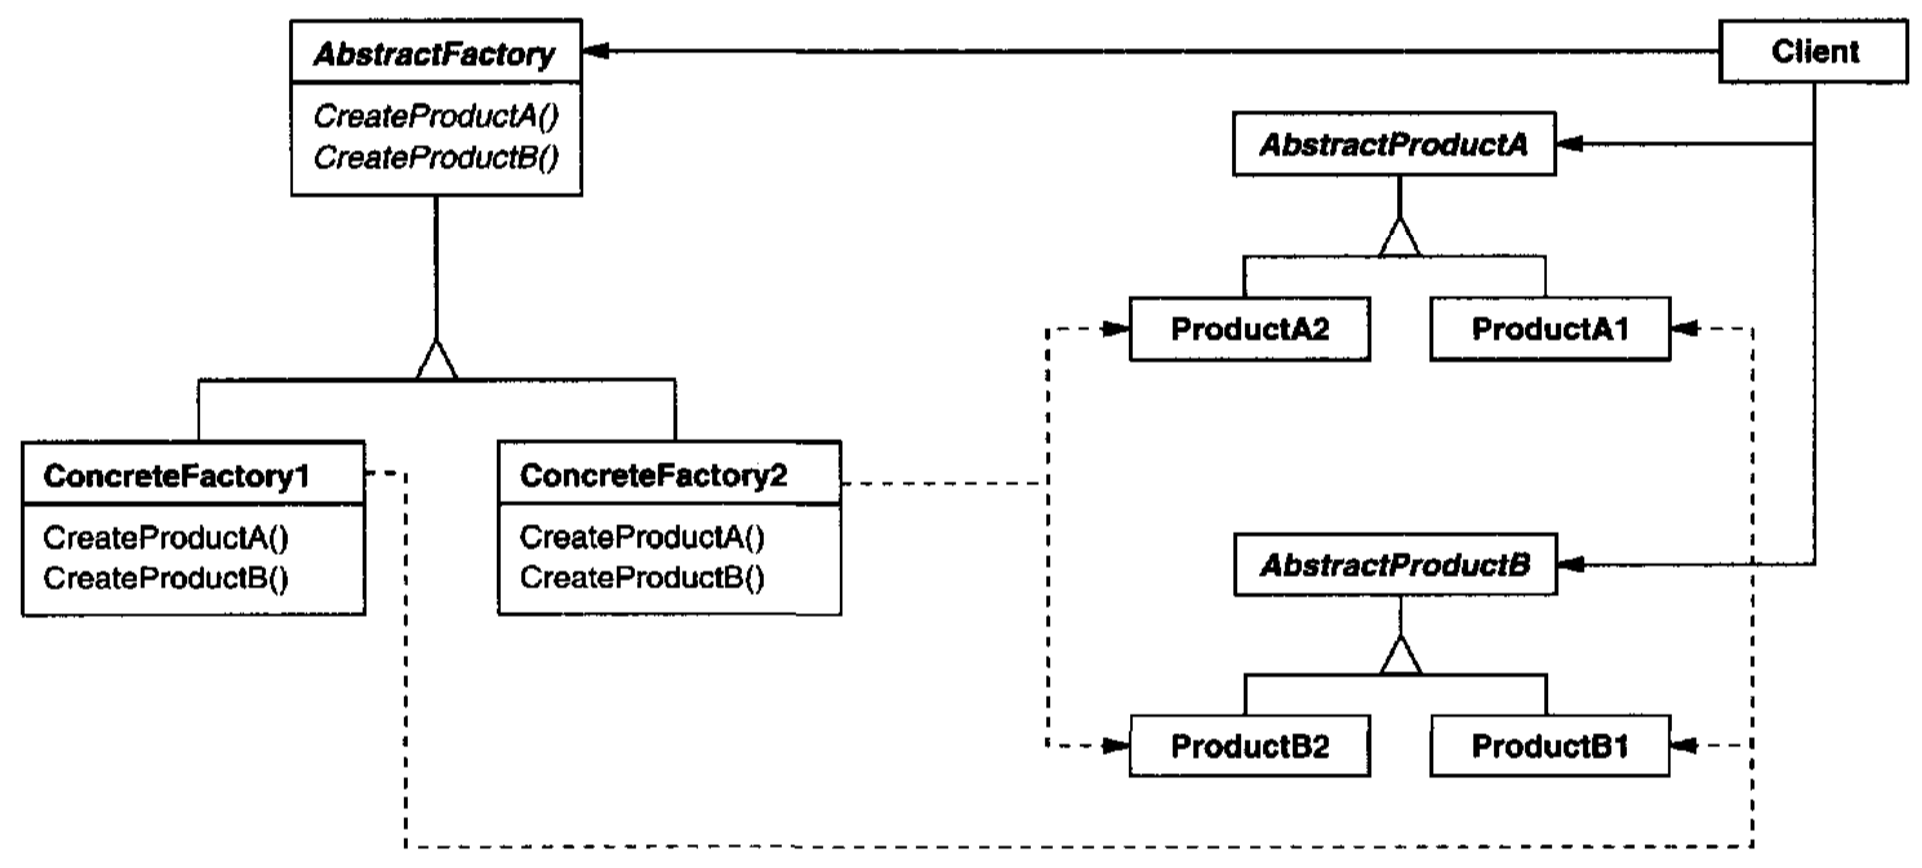 AbstractFactory
CreateProductA()
CreateProductB()
Client
AbstractProductA
ProductA2
ProductA1
ConcreteFactory1
CreateProductA()
CreateProductB()
ConcreteFactory2
CreateProductA()
CreateProductB()
AbstractProductB
ProductB2
ProductB1